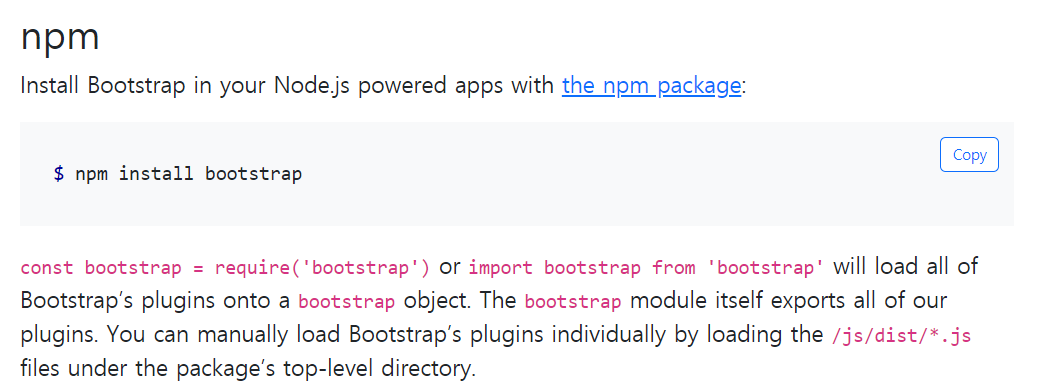 npm
Install Bootstrap in your Node.js powered apps with the npm package:
Copy
$ npm install bootstrap
const bootstrap = require('bootstrap') or import bootstrap from 'bootstrap' will load all of
Bootstrap’s plugins onto a bootstrap object. The bootstrap module itself exports all of our
plugins. You can manually load Bootstrap’s plugins individually by loading the /js/dist/*.js
files under the package’s top-level directory.